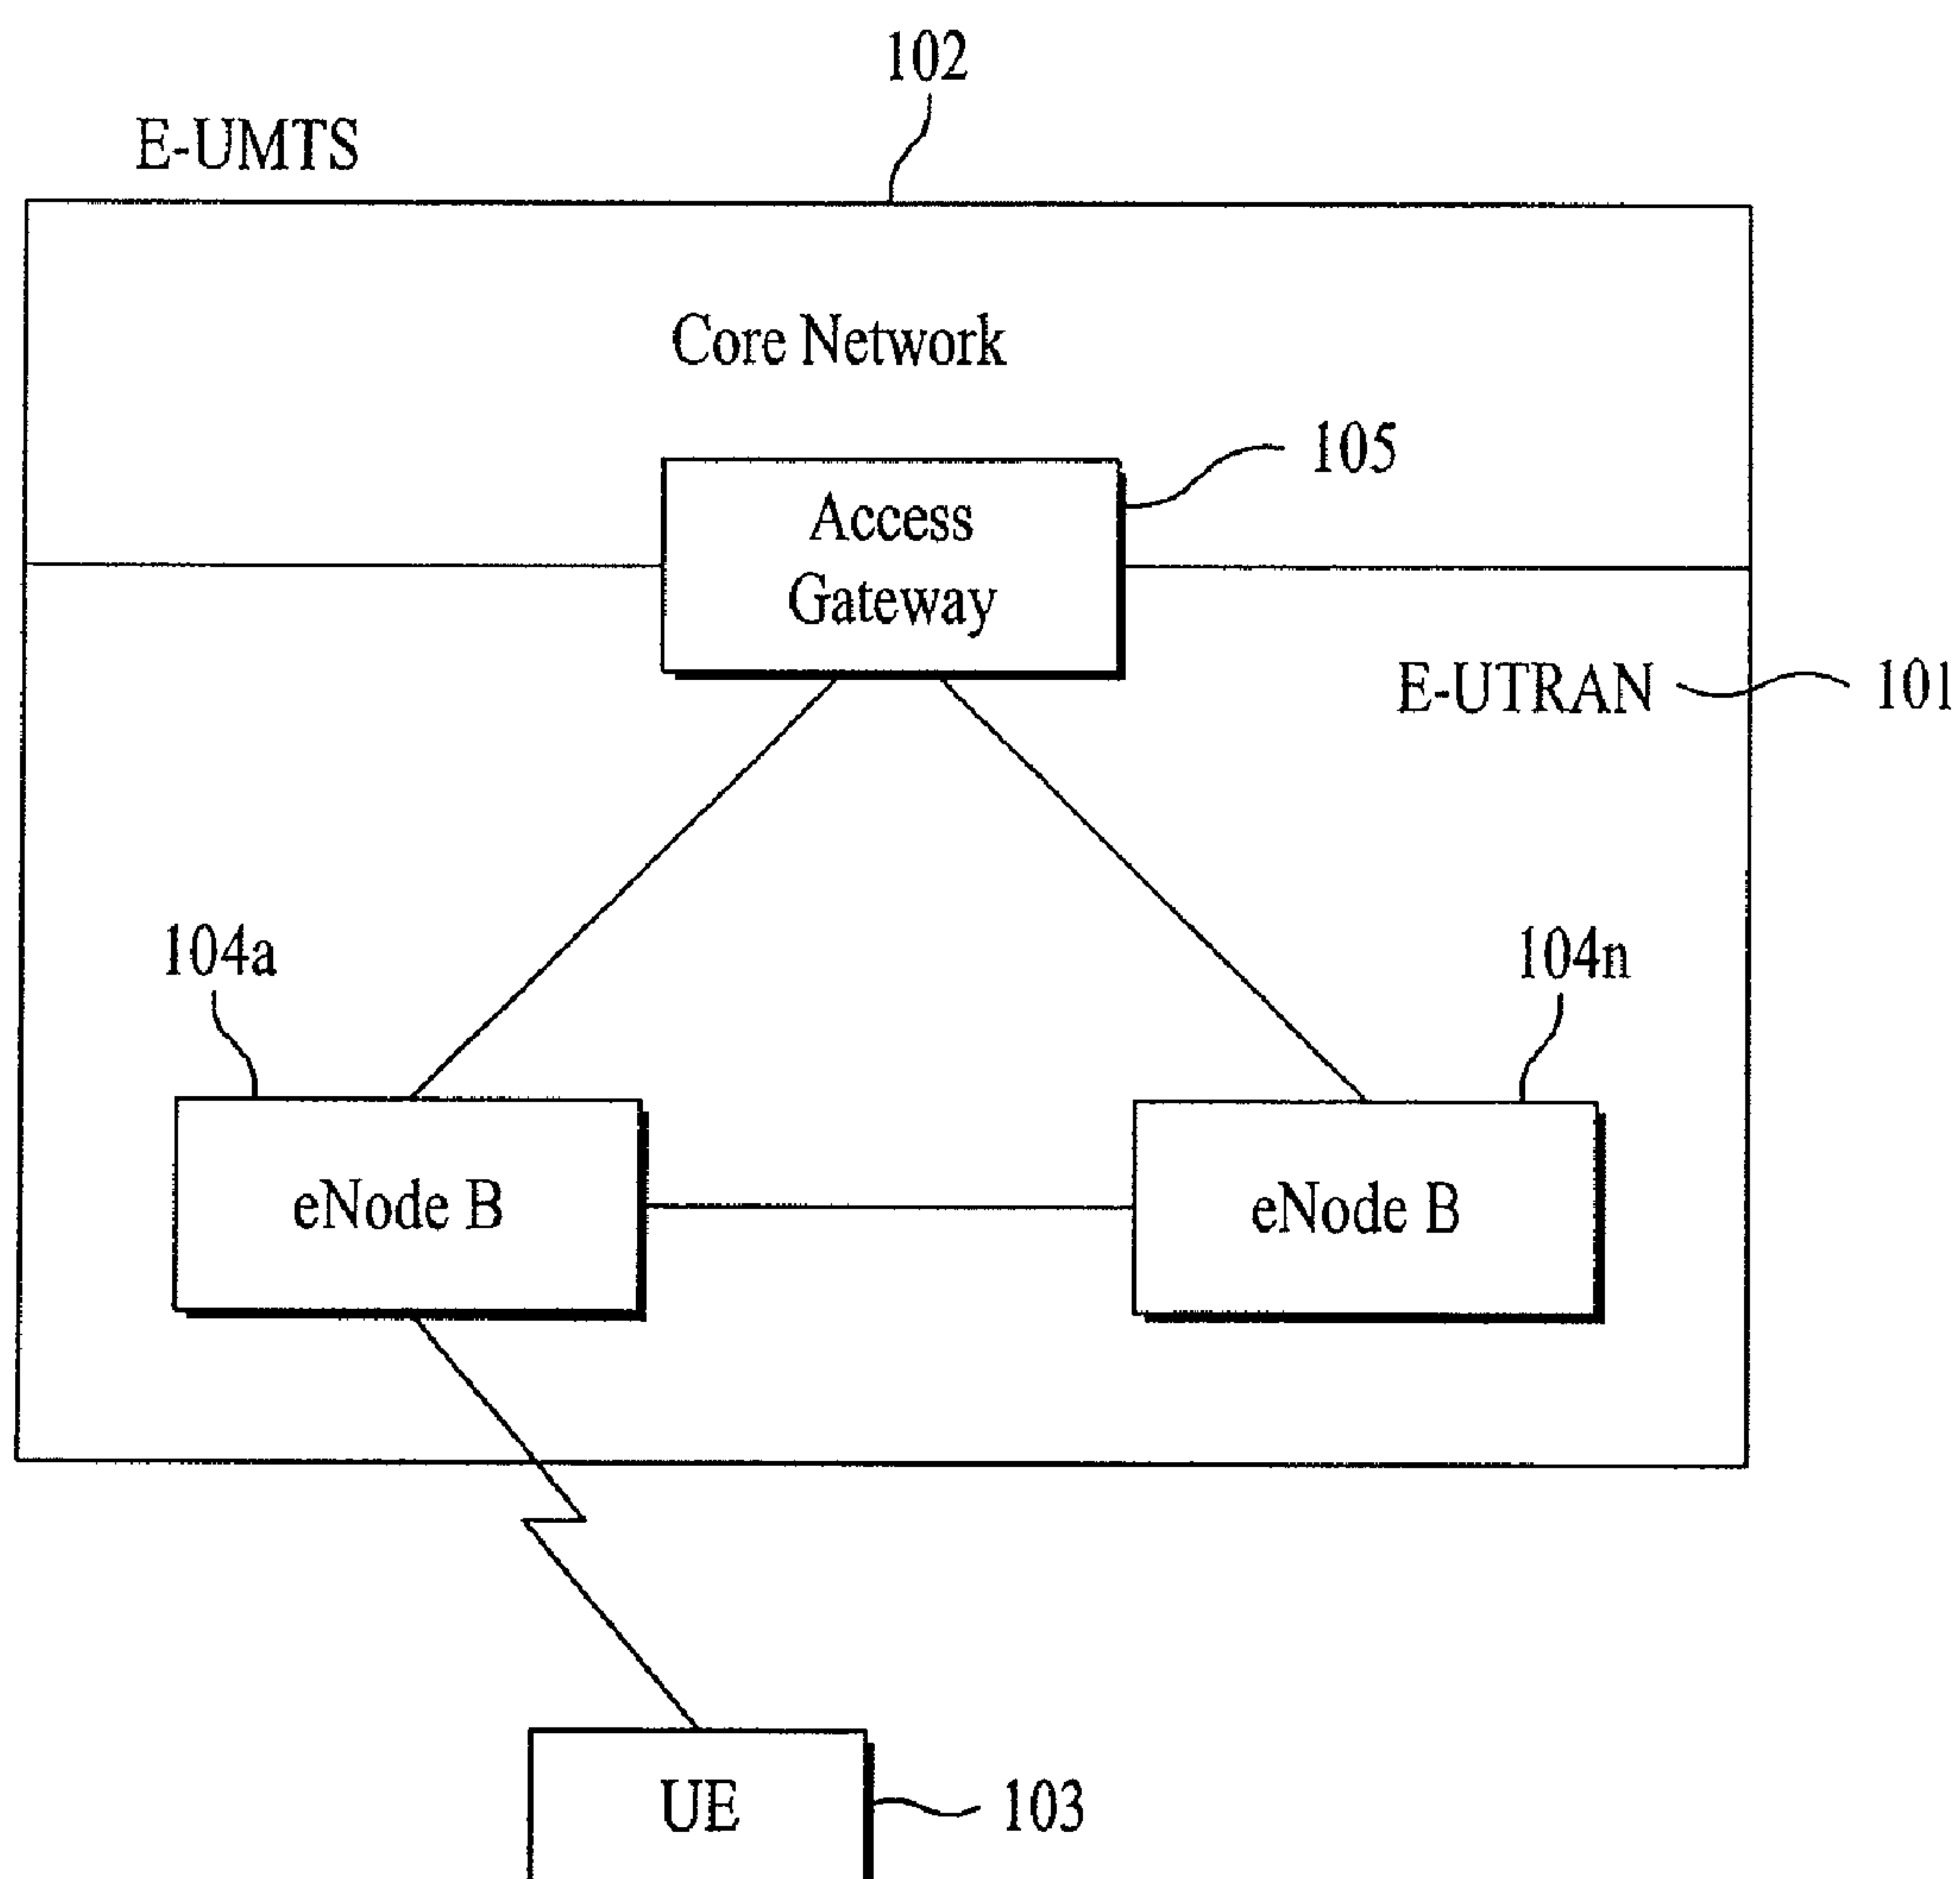 102
E-UMTS
Core Network
105
Access
Gateway
E-UTRAN
101
104a
104n
eNode B
eNode B
UE
103